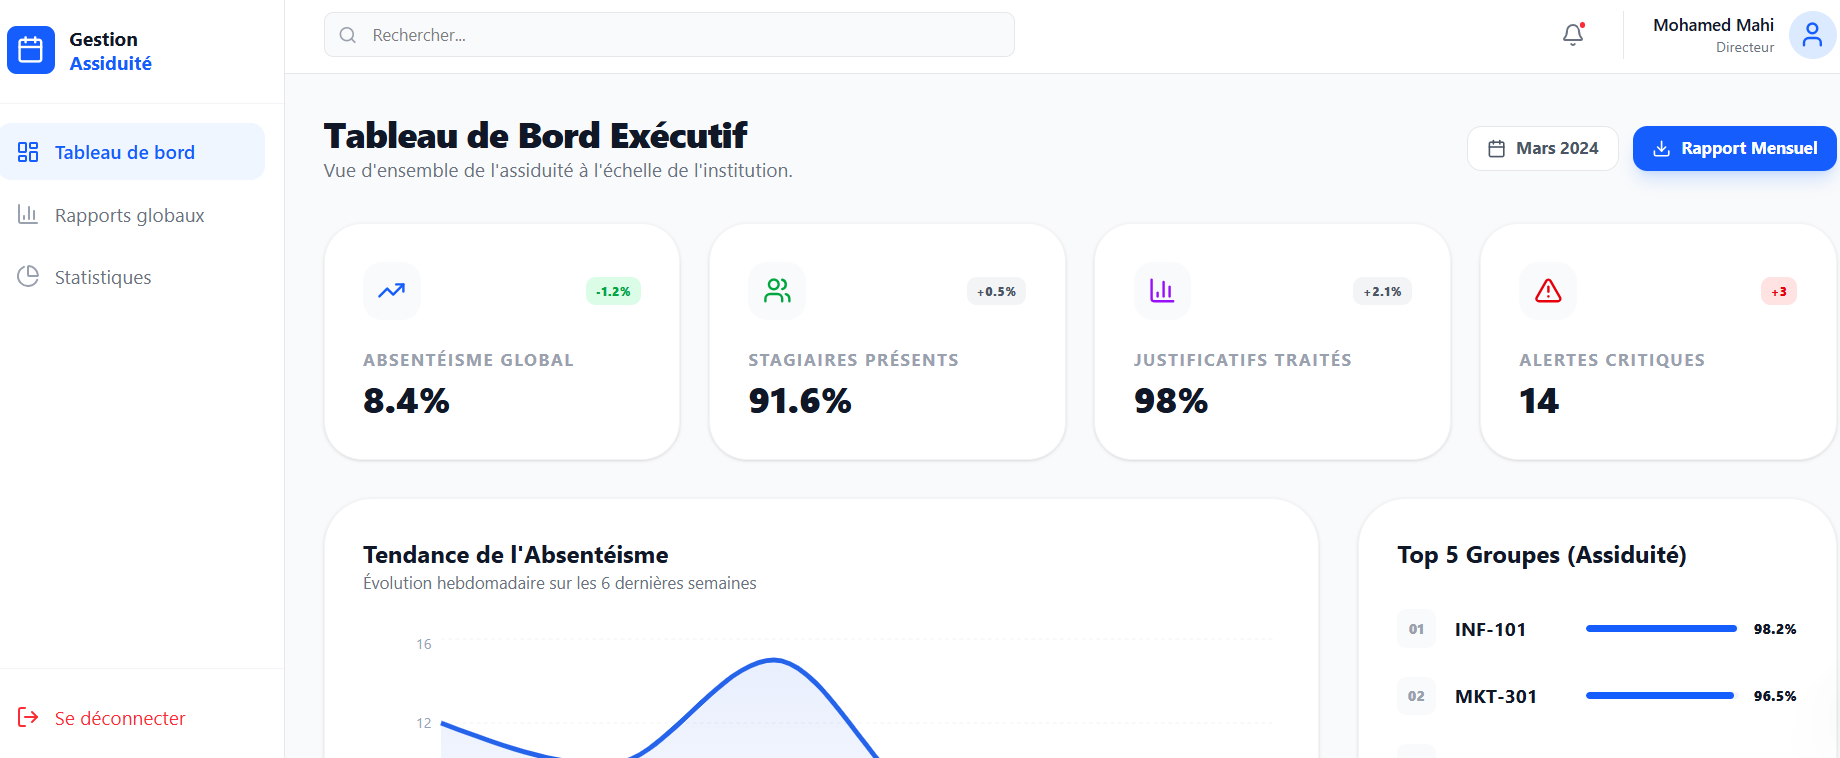 Gestion
Assiduité
Rechercher...
Mohamed Mahi
Directeur
Tableau de bord
Rapports globaux
Statistiques
Se déconnecter
Tableau de Bord Exécutif
Vue d'ensemble de l'assiduité à l'échelle de l'institution.
Mars 2024
Rapport Mensuel
-1.2%
ABSENTÉISME GLOBAL
8.4%
+0.5%
STAGIAIRES PRÉSENTS
91.6%
+2.1%
JUSTIFICATIFS TRAITÉS
98%
+3
ALERTES CRITIQUES
14
Tendance de l'Absentéisme
Évolution hebdomadaire sur les 6 dernières semaines
16
12
Top 5 Groupes (Assiduité)
01 INF-101 98.2%
02 MKT-301 96.5%